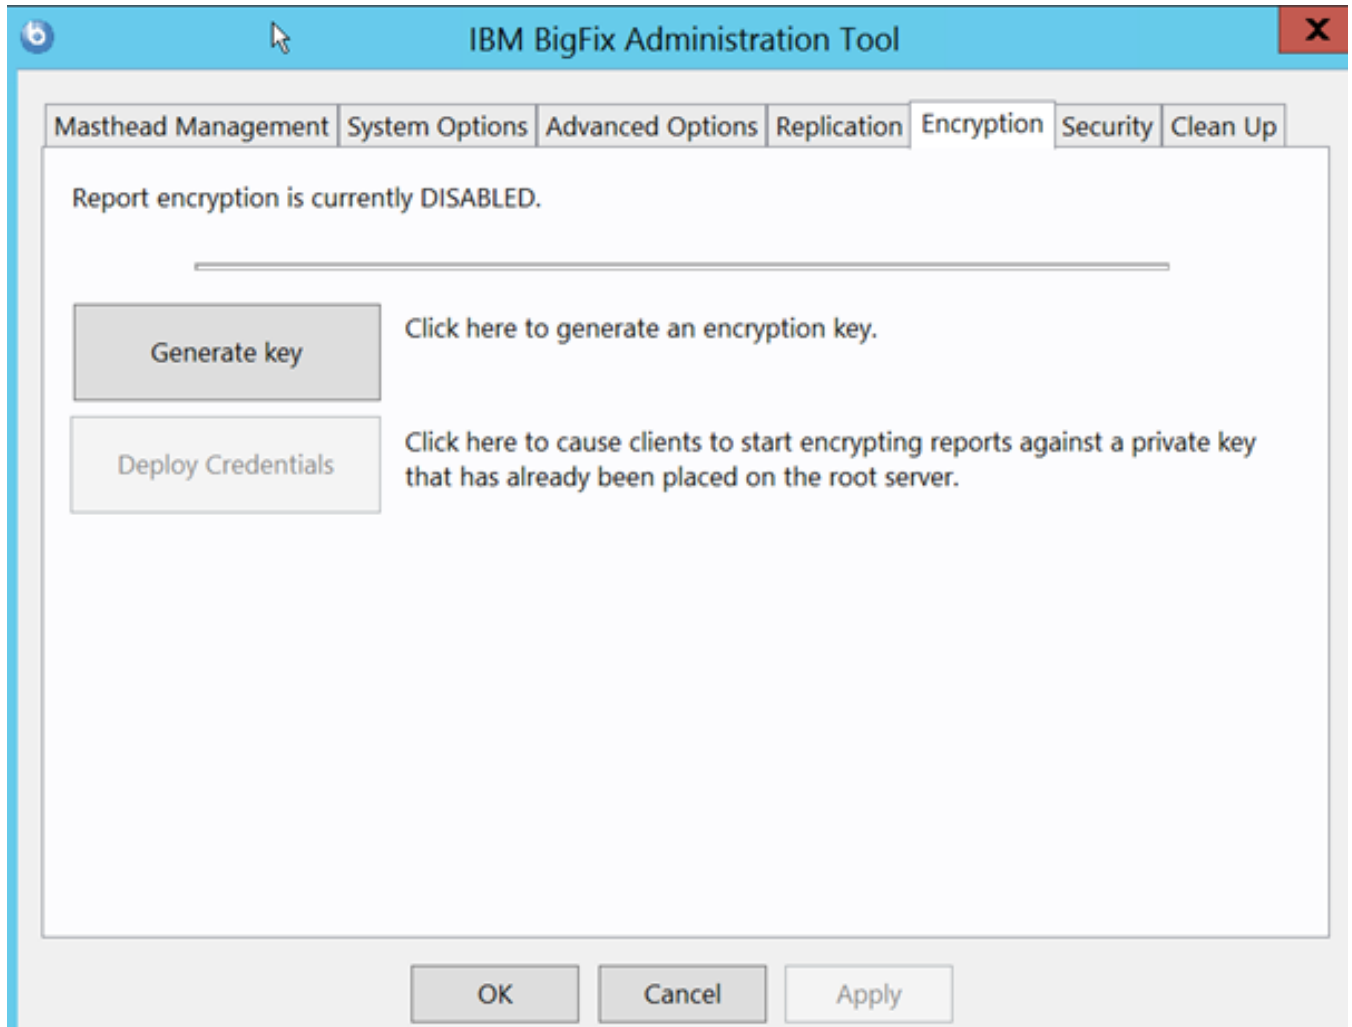 IBM BigFix Administration Tool
Masthead Management System Options Advanced Options Replication Encryption Security Clean Up
Report encryption is currently DISABLED.
Generate key
Click here to generate an encryption key.
Deploy Credentials
Click here to cause clients to start encrypting reports against a private key
that has already been placed on the root server.
OK Cancel Apply